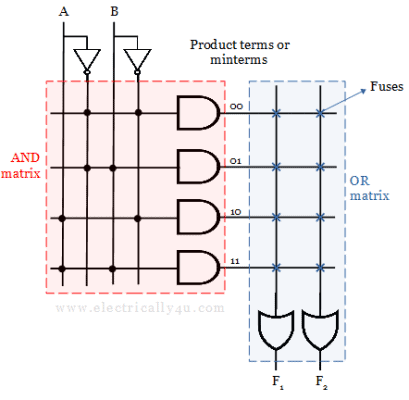 A B
Product terms or
minterms
Fuses
00
AND
matrix
01
OR
matrix
10
11
www.electrically4u.com
F1 F2